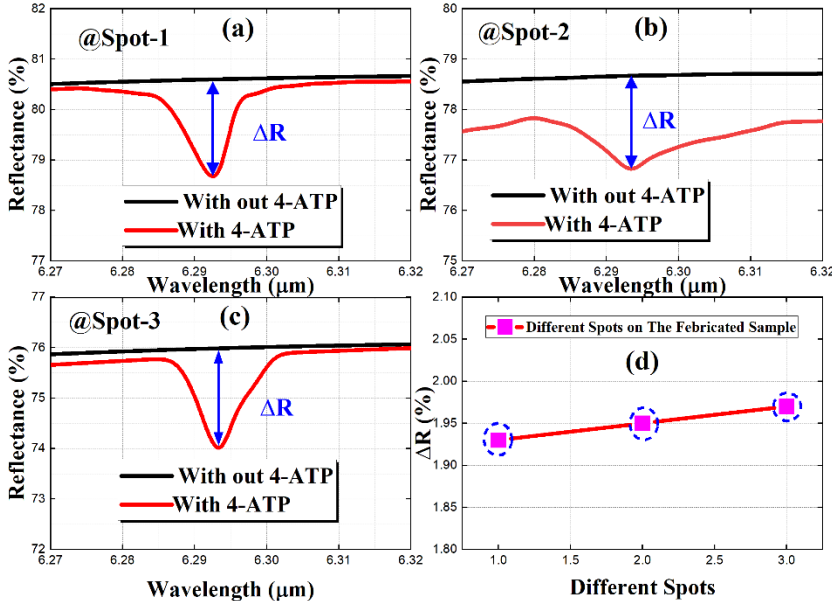 @Spot-1
(a)
ΔR
With out 4-ATP
With 4-ATP
Reflectance (%)
82
81
80
79
78
77
6.27
6.28
6.29
6.30
6.31
6.32
Wavelength (μm)
@Spot-2
(b)
ΔR
With out 4-ATP
With 4-ATP
Reflectance (%)
80
79
78
77
76
75
6.27
6.28
6.29
6.30
6.31
6.32
Wavelength (μm)
@Spot-3
(c)
ΔR
With out 4-ATP
With 4-ATP
Reflectance (%)
77
76
75
74
73
72
6.27
6.28
6.29
6.30
6.31
6.32
Wavelength (μm)
Different Spots on The Febricated Sample
(d)
ΔR (%)
2.10
2.05
2.00
1.95
1.90
1.85
1.80
1.0
1.5
2.0
2.5
3.0
Different Spots